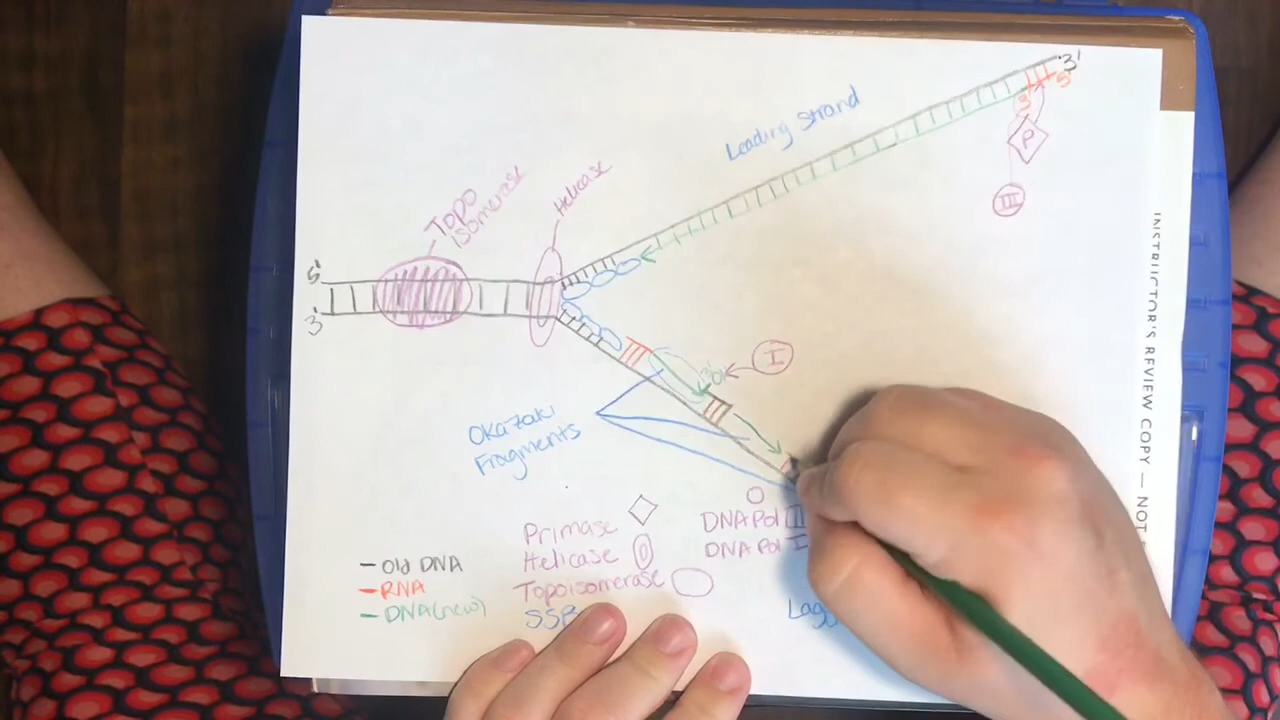 3'
5'
3'
Leading Strand
P
III
Topo
isomerase
Helicase
5'
3'
I
Okazaki
Fragments
Primase
Helicase
Topoisomerase
SSB
DNA Pol III
DNA Pol I
Old DNA
RNA
DNA (new)
INSTRUCTOR'S REVIEW COPY — NOT